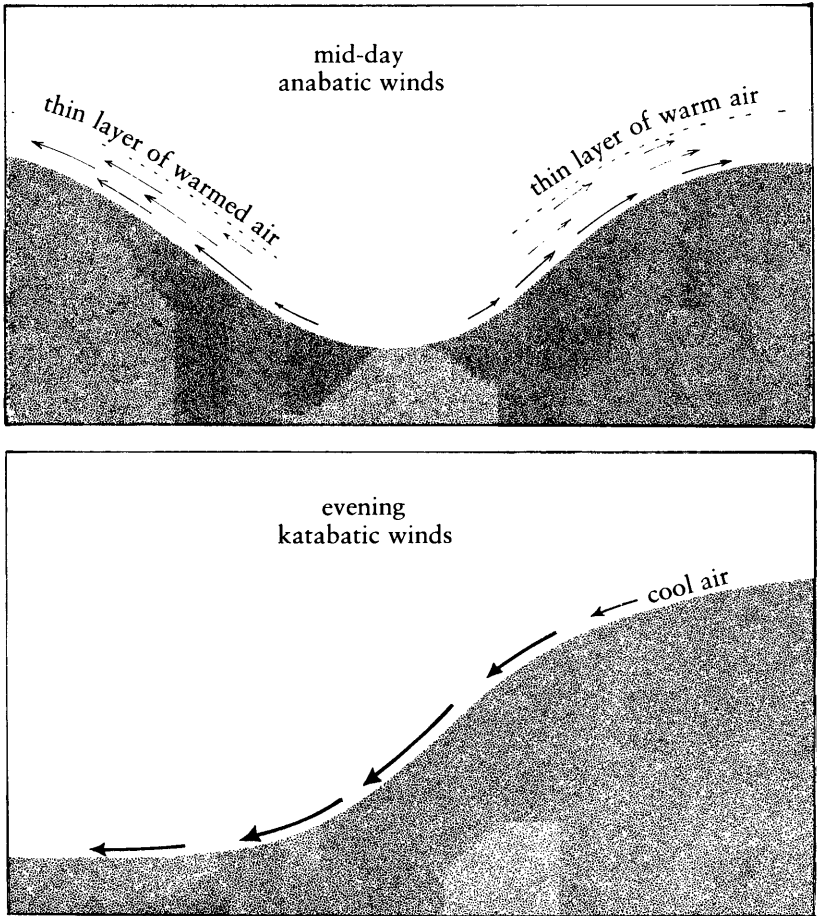 mid-day
anabatic winds
thin layer of warmed air
thin layer of warm air
evening
katabatic winds
cool air